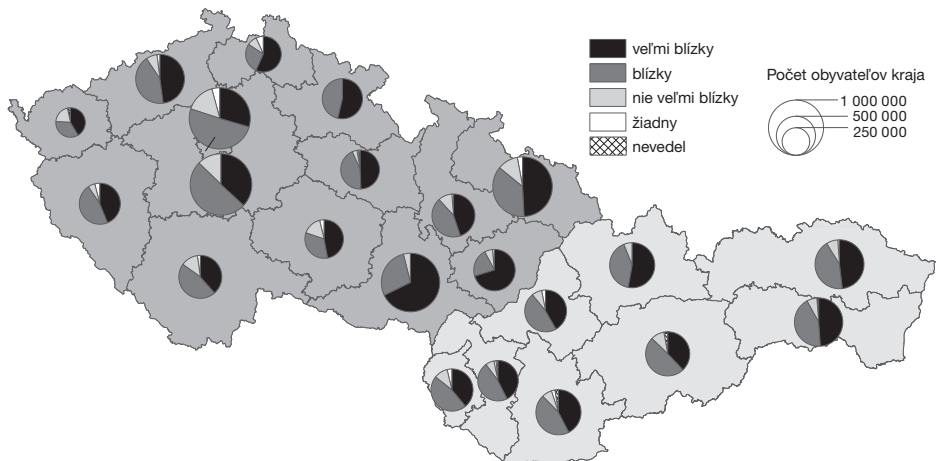 veľmi blízky
blízky
nie veľmi blízky
žiadny
nevedel
Počet obyvateľov kraja
1 000 000
500 000
250 000